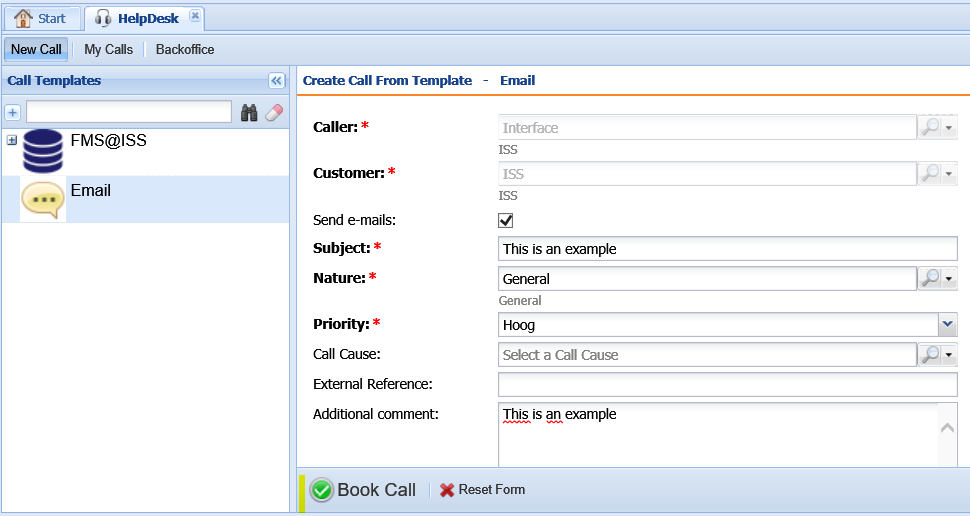 Start
HelpDesk
New Call
My Calls
Backoffice
Call Templates
Create Call From Template - Email
FMS@ISS
Email
Caller: *
Interface
ISS
Customer: *
ISS
ISS
Send e-mails:
Subject: *
This is an example
Nature: *
General
General
Priority: *
Hoog
Call Cause:
Select a Call Cause
External Reference:
Additional comment:
This is an example
Book Call
Reset Form